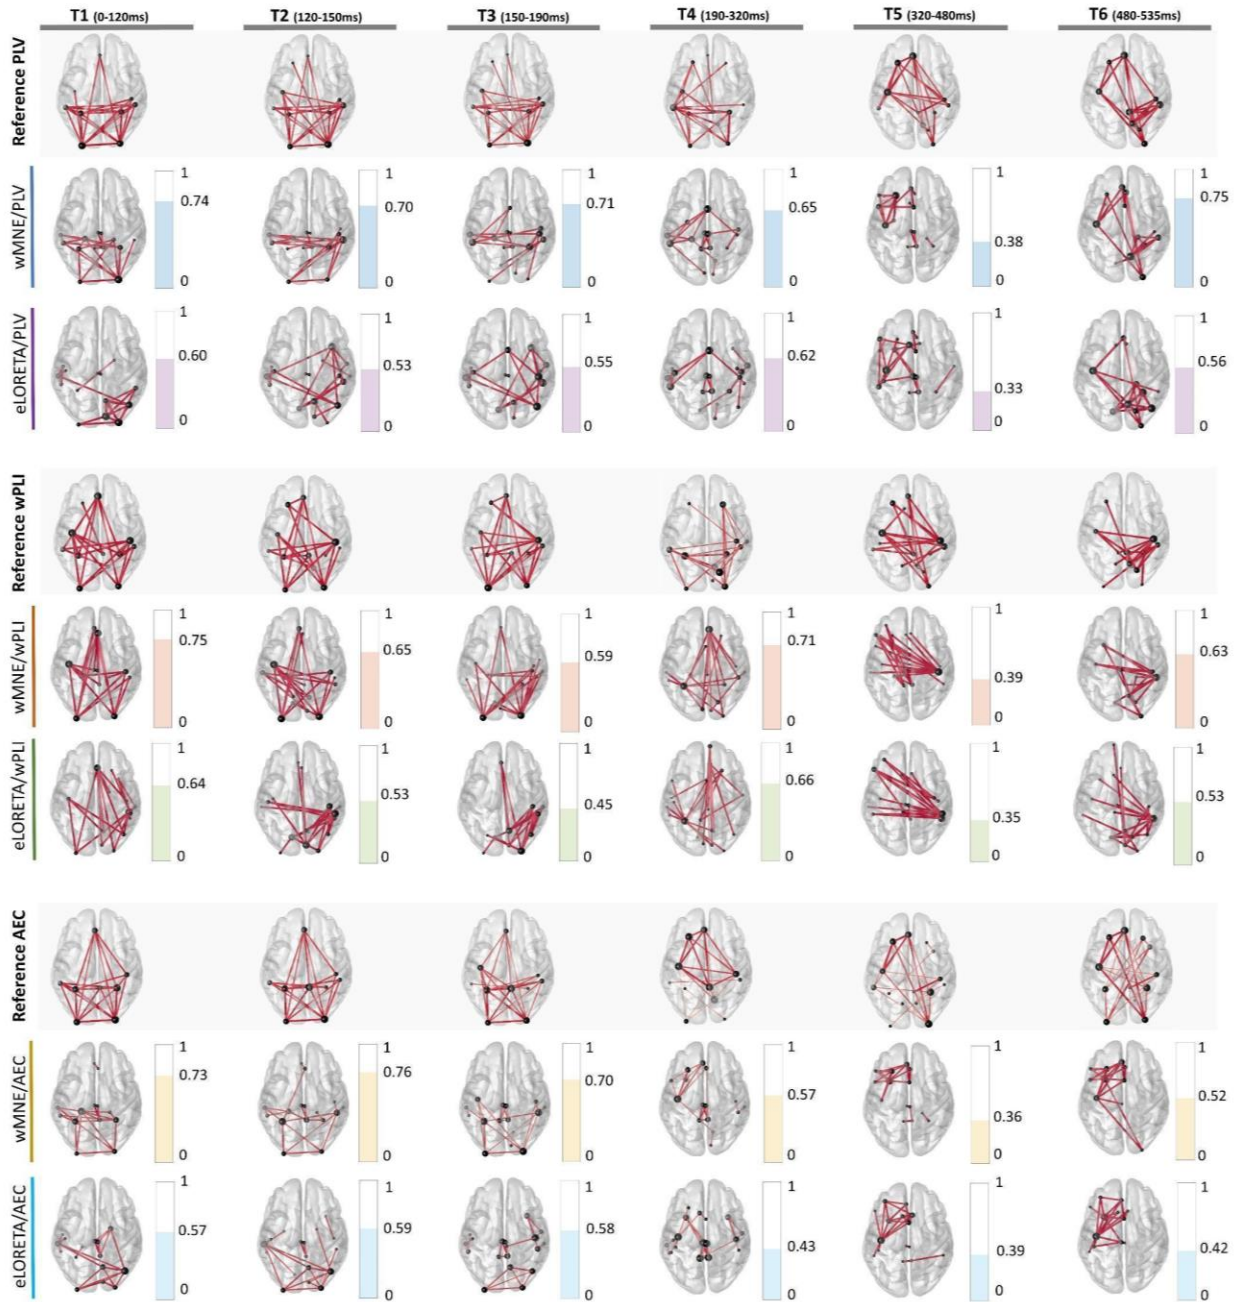 T1 (0-120ms) T2 (120-150ms) T3 (150-190ms) T4 (190-320ms) T5 (320-480ms) T6 (480-535ms)
Reference PLV
wMNE/PLV
1 1 1 1 1 1
0.74 0.70 0.71 0.65 0.38 0.75
0 0 0 0 0 0
eLORETA/PLV
1 1 1 1 1 1
0.60 0.53 0.55 0.62 0.33 0.56
0 0 0 0 0 0
Reference wPLI
wMNE/wPLI
1 1 1 1 1 1
0.75 0.65 0.59 0.71 0.39 0.63
0 0 0 0 0 0
eLORETA/wPLI
1 1 1 1 1 1
0.64 0.53 0.45 0.66 0.35 0.53
0 0 0 0 0 0
Reference AEC
wMNE/AEC
1 1 1 1 1 1
0.73 0.76 0.70 0.57 0.36 0.52
0 0 0 0 0 0
eLORETA/AEC
1 1 1 1 1 1
0.57 0.59 0.58 0.43 0.39 0.42
0 0 0 0 0 0